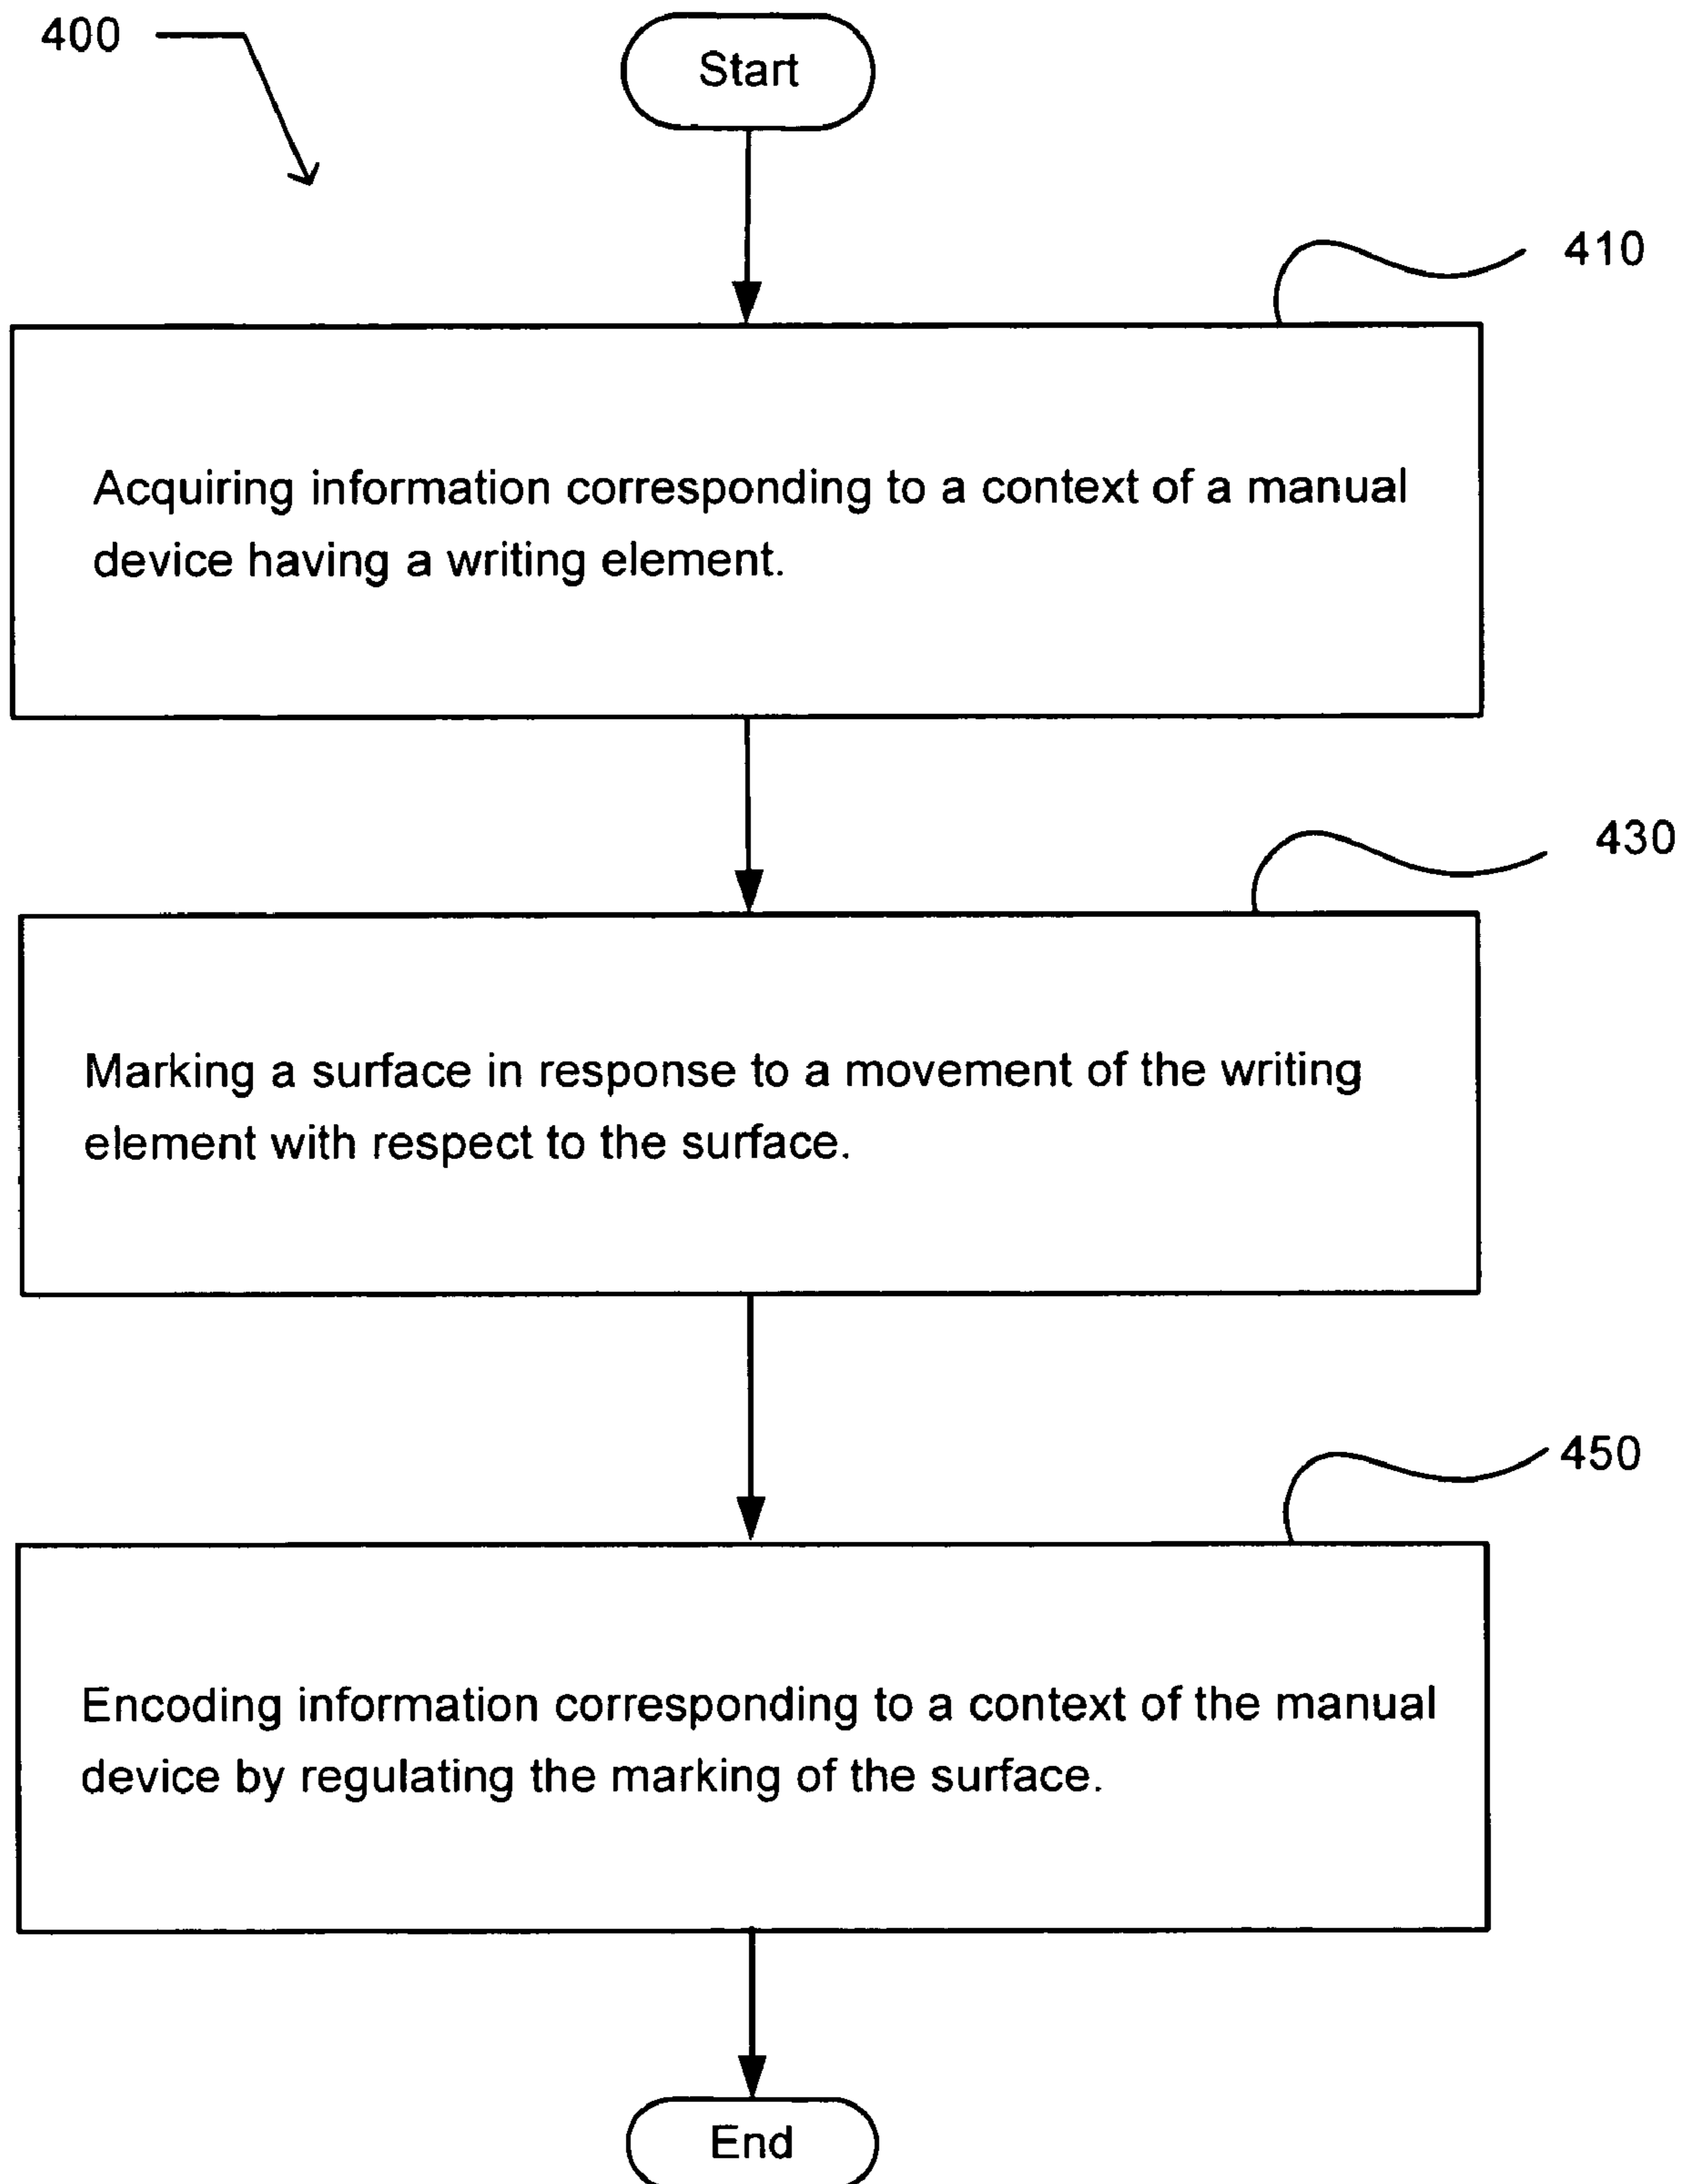 400
Start
410
Acquiring information corresponding to a context of a manual
device having a writing element.
430
Marking a surface in response to a movement of the writing
element with respect to the surface.
450
Encoding information corresponding to a context of the manual
device by regulating the marking of the surface.
End